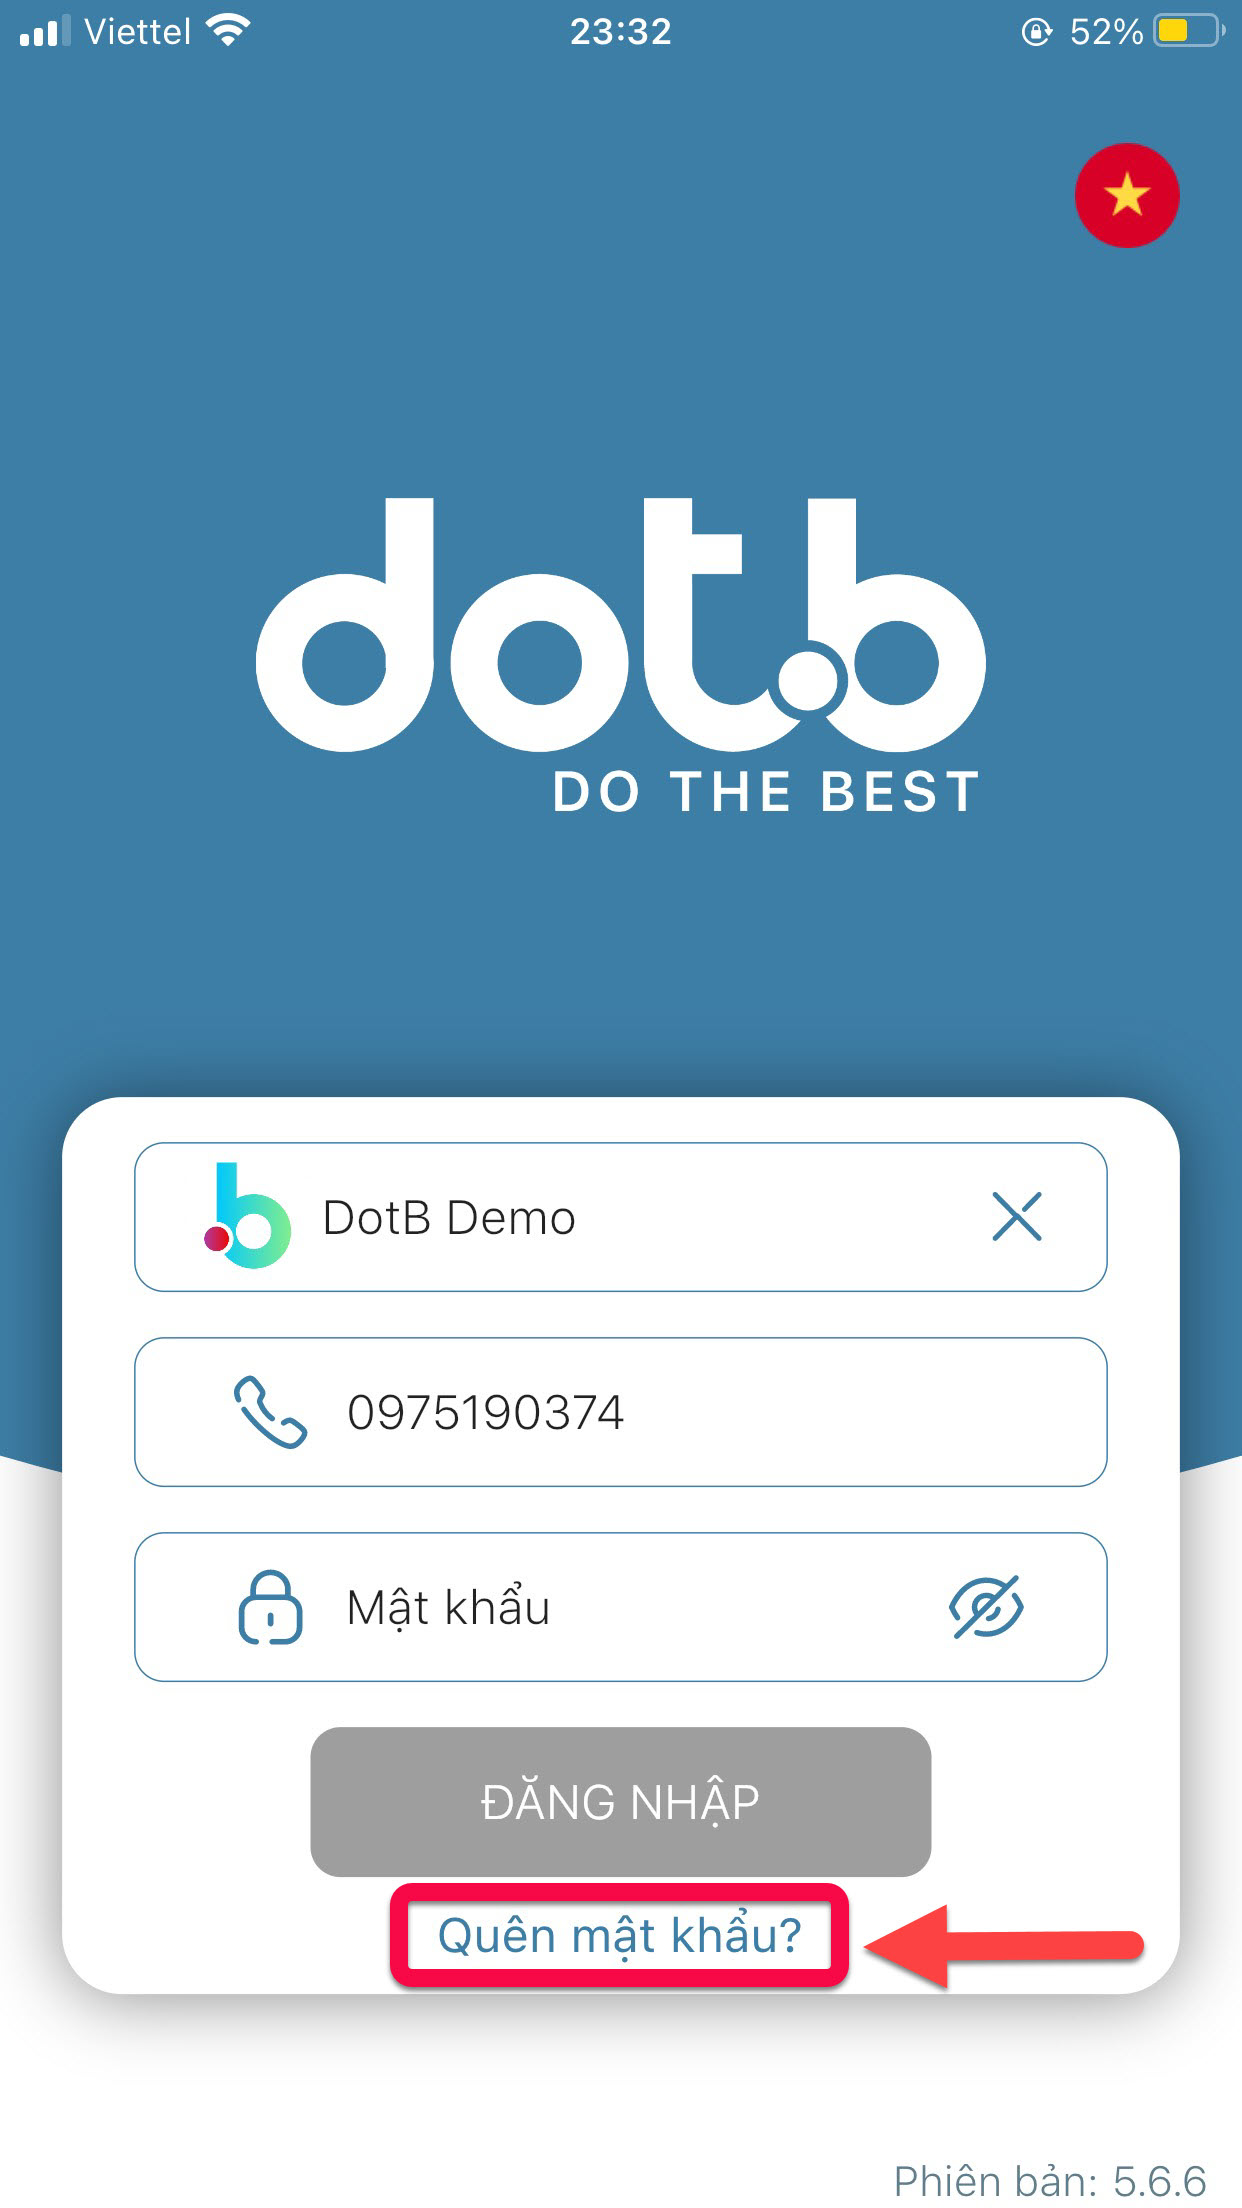 Viettel 23:32 52%
dotb
DO THE BEST
DotB Demo
0975190374
Mật khẩu
ĐĂNG NHẬP
Quên mật khẩu?
Phiên bản: 5.6.6